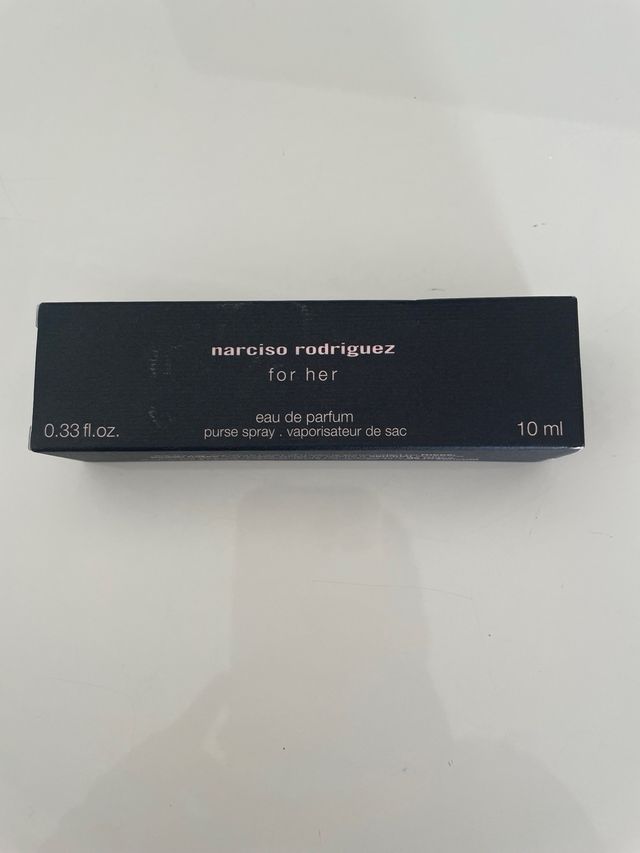 narciso rodriguez
for her
eau de parfum
0.33 fl.oz. purse spray . vaporisateur de sac 10 ml